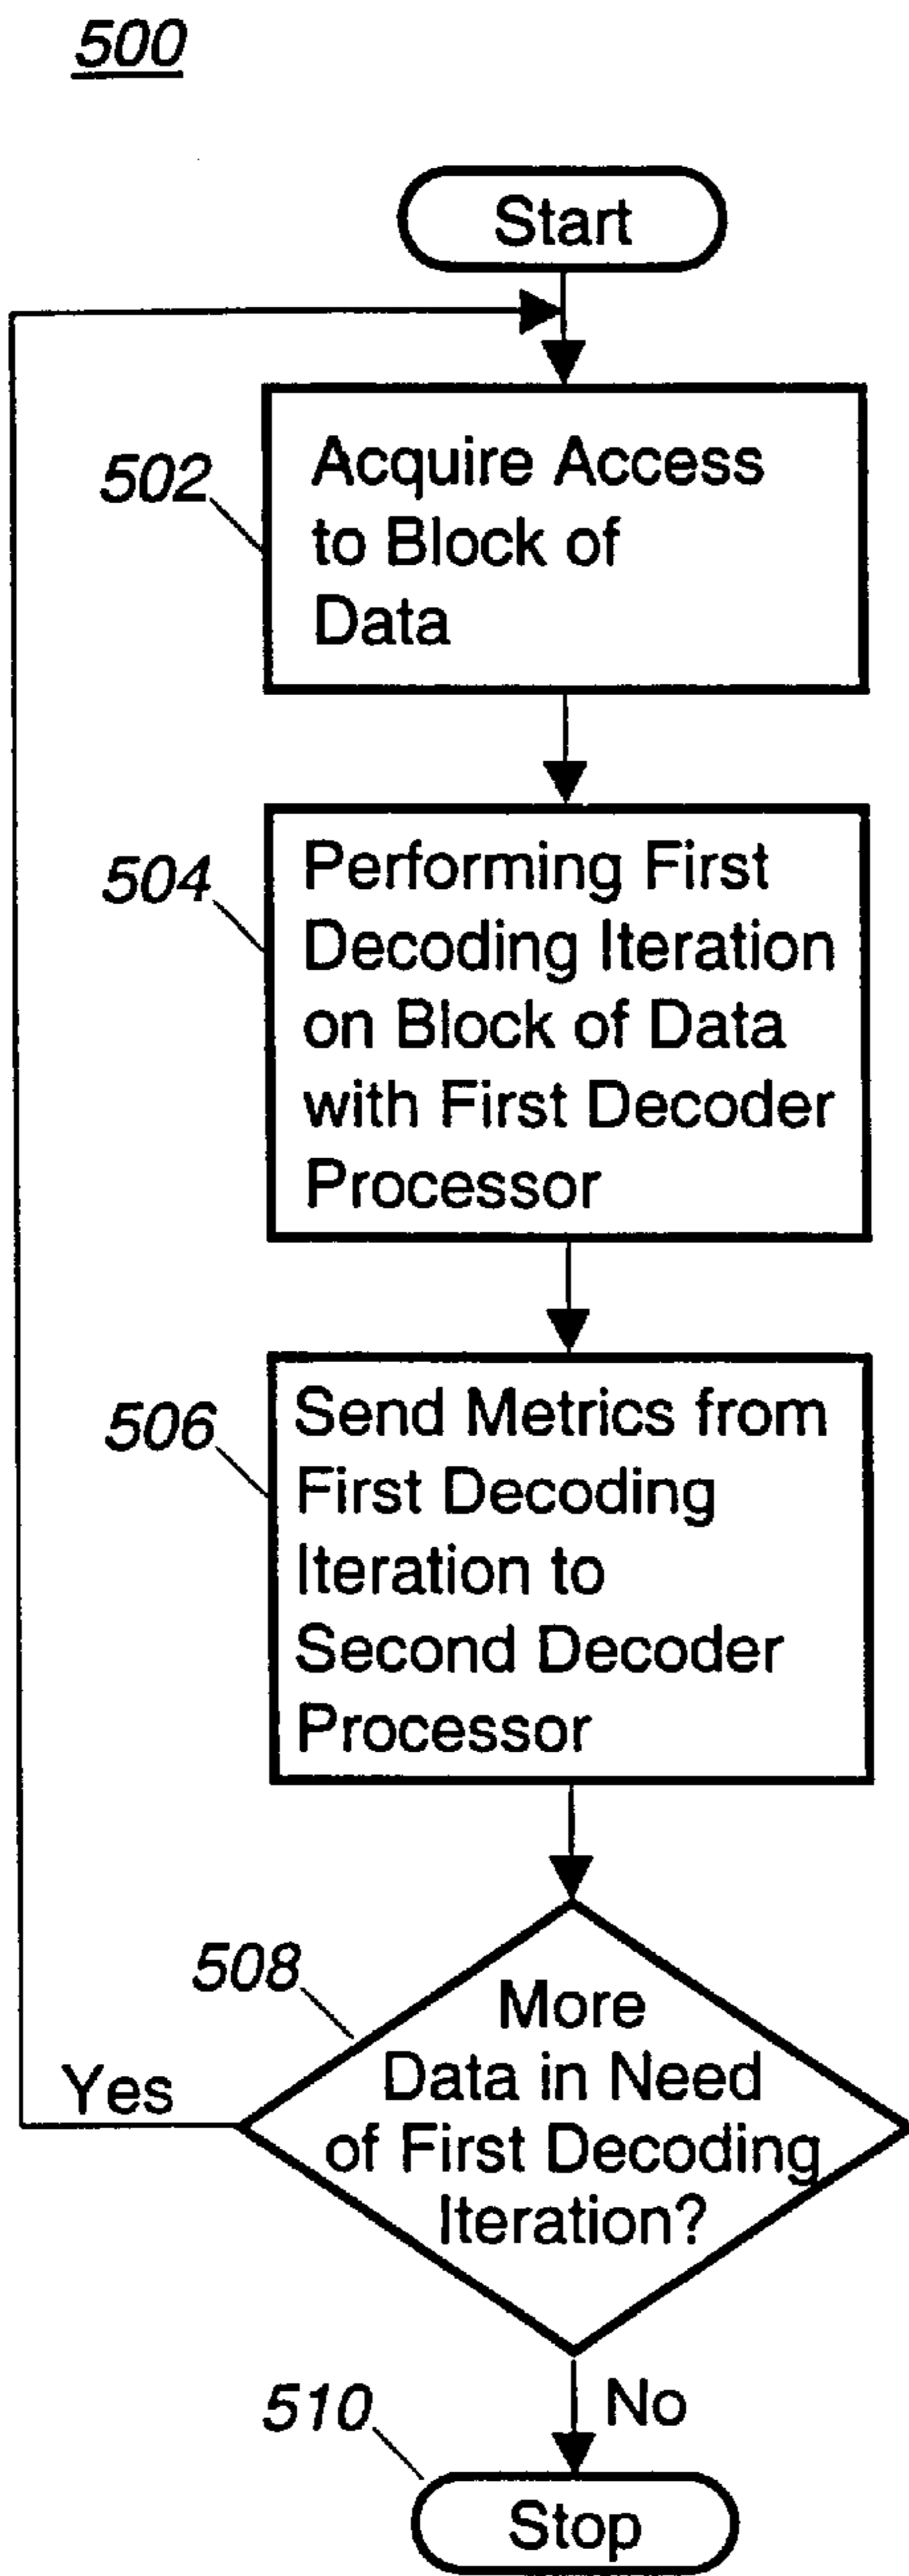 500
Start
502
Acquire Access
to Block of
Data
504
Performing First
Decoding Iteration
on Block of Data
with First Decoder
Processor
506
Send Metrics from
First Decoding
Iteration to
Second Decoder
Processor
508
More
Data in Need
of First Decoding
Iteration?
Yes
No
510
Stop